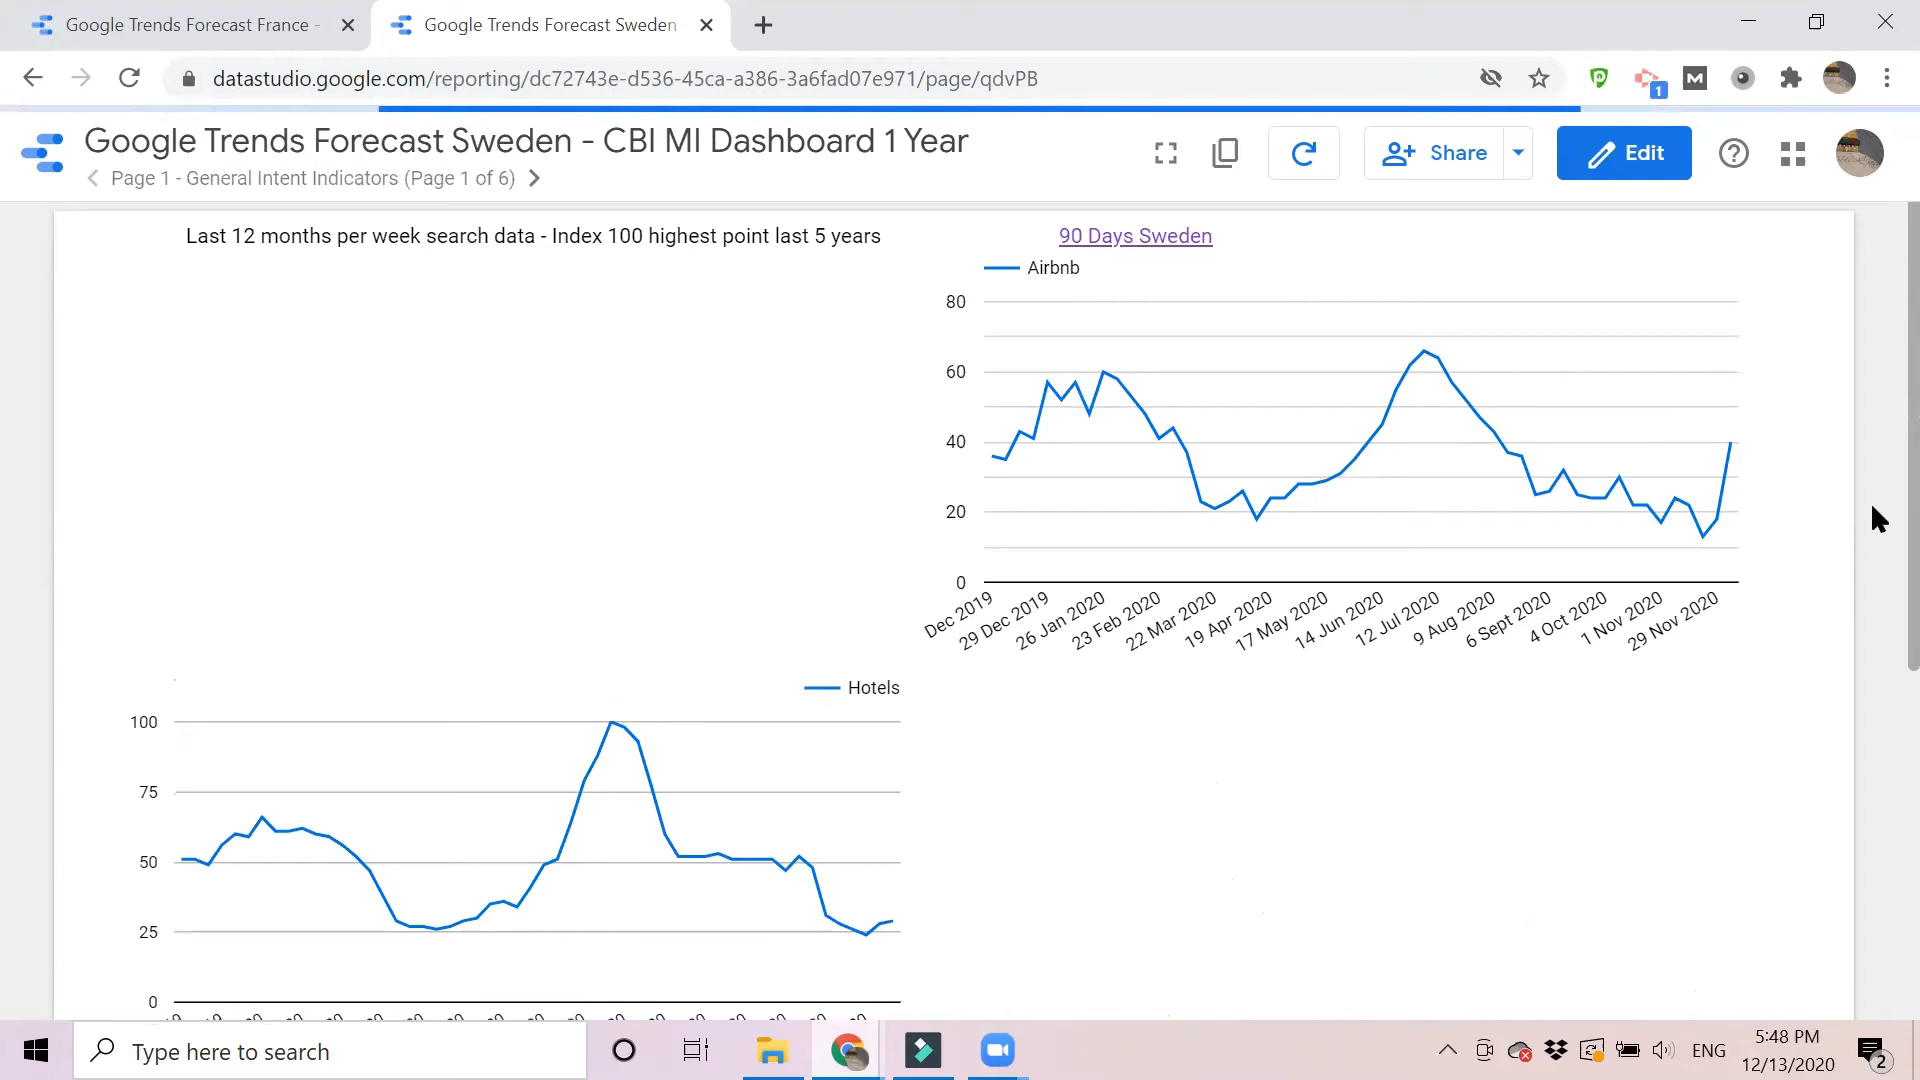 Google Trends Forecast France -
Google Trends Forecast Sweden
datastudio.google.com/reporting/dc72743e-d536-45ca-a386-3a6fad07e971/page/qdvPB
1
Google Trends Forecast Sweden - CBI MI Dashboard 1 Year
Page 1 - General Intent Indicators (Page 1 of 6)
Share
Edit
Last 12 months per week search data - Index 100 highest point last 5 years
90 Days Sweden
Airbnb
80
60
40
20
0
Dec 2019
29 Dec 2019
26 Jan 2020
23 Feb 2020
22 Mar 2020
19 Apr 2020
17 May 2020
14 Jun 2020
12 Jul 2020
9 Aug 2020
6 Sept 2020
4 Oct 2020
1 Nov 2020
29 Nov 2020
Hotels
100
75
50
25
0
Type here to search
ENG
5:48 PM
12/13/2020
2